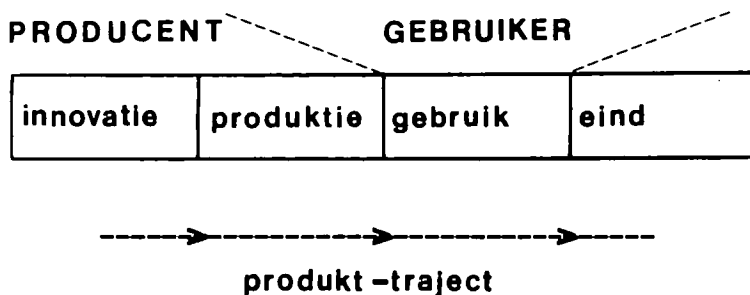 PRODUCENT GEBRUIKER
innovatie produktie gebruik eind
produkt-traject